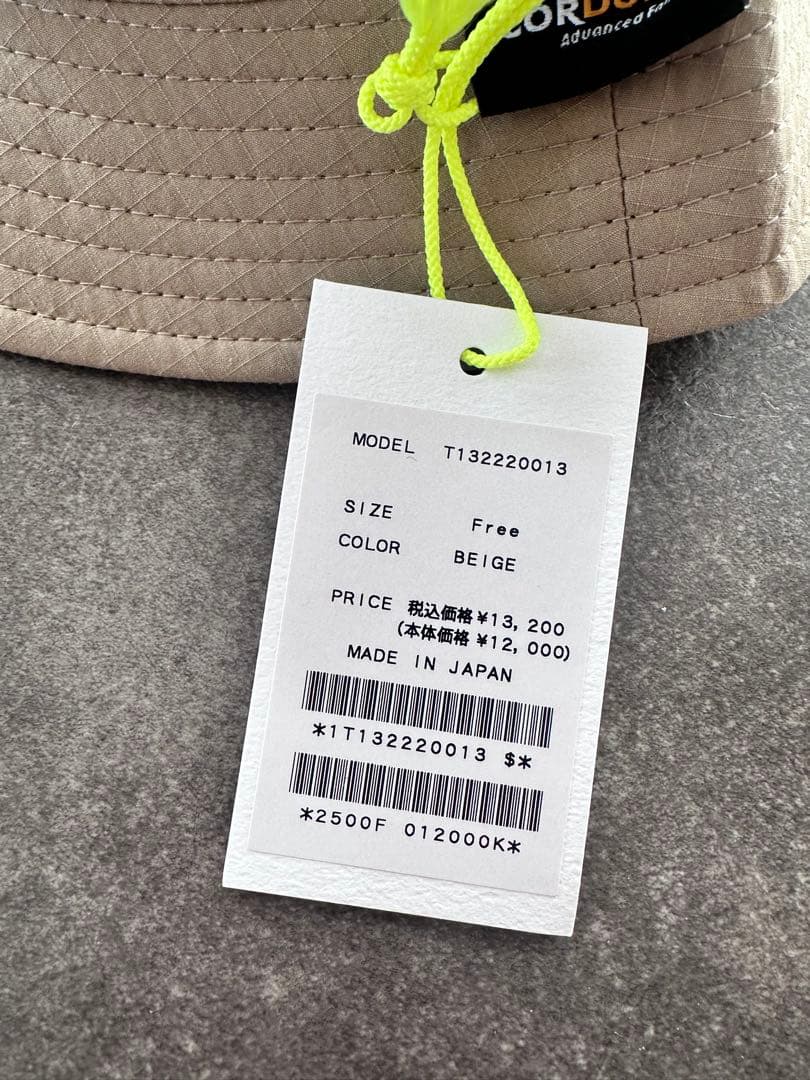 Advanced
MODEL T132220013
SIZE Free
COLOR BEIGE
PRICE 税込価格 ¥13, 200
(本体価格 ¥12, 000)
MADE IN JAPAN
*1T132220013 $*
*2500F 012000K*